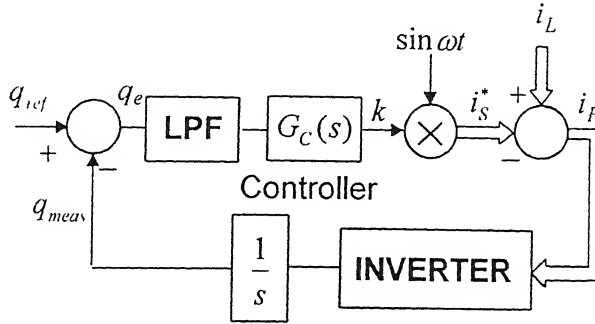 sin ωt
i_L
q_ref
q_e
LPF
G_C(s)
k
i_S^*
+
i_F
+
−
−
Controller
q_meas
1/s
INVERTER